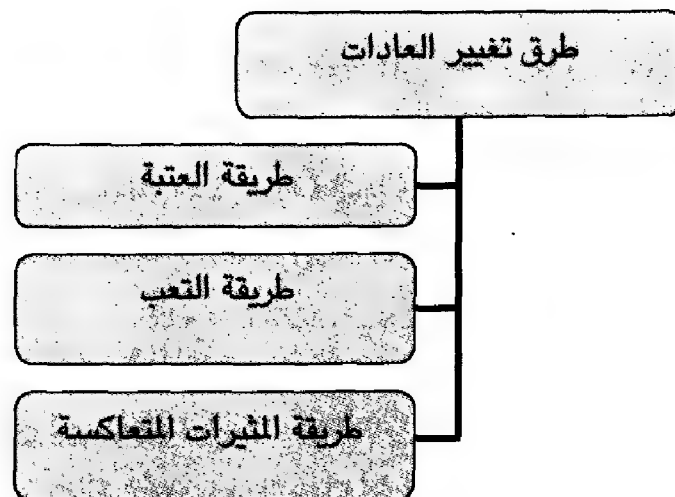 طرق تغيير العادات
طريقة العتبة
طريقة التعب
طريقة المثيرات المتعاكسة